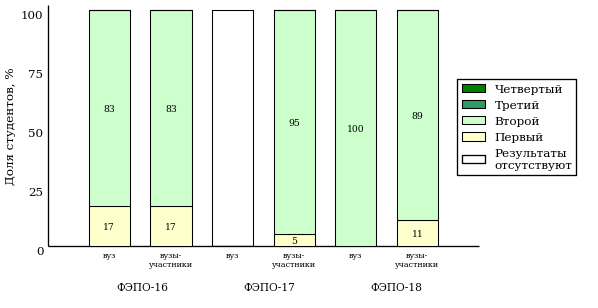 Доля студентов, %
100
75
50
25
0
83
17
83
17
95
5
100
89
11
вуз
вузы-
участники
вуз
вузы-
участники
вуз
вузы-
участники
ФЭПО-16
ФЭПО-17
ФЭПО-18
Четвертый
Третий
Второй
Первый
Результаты
отсутствуют